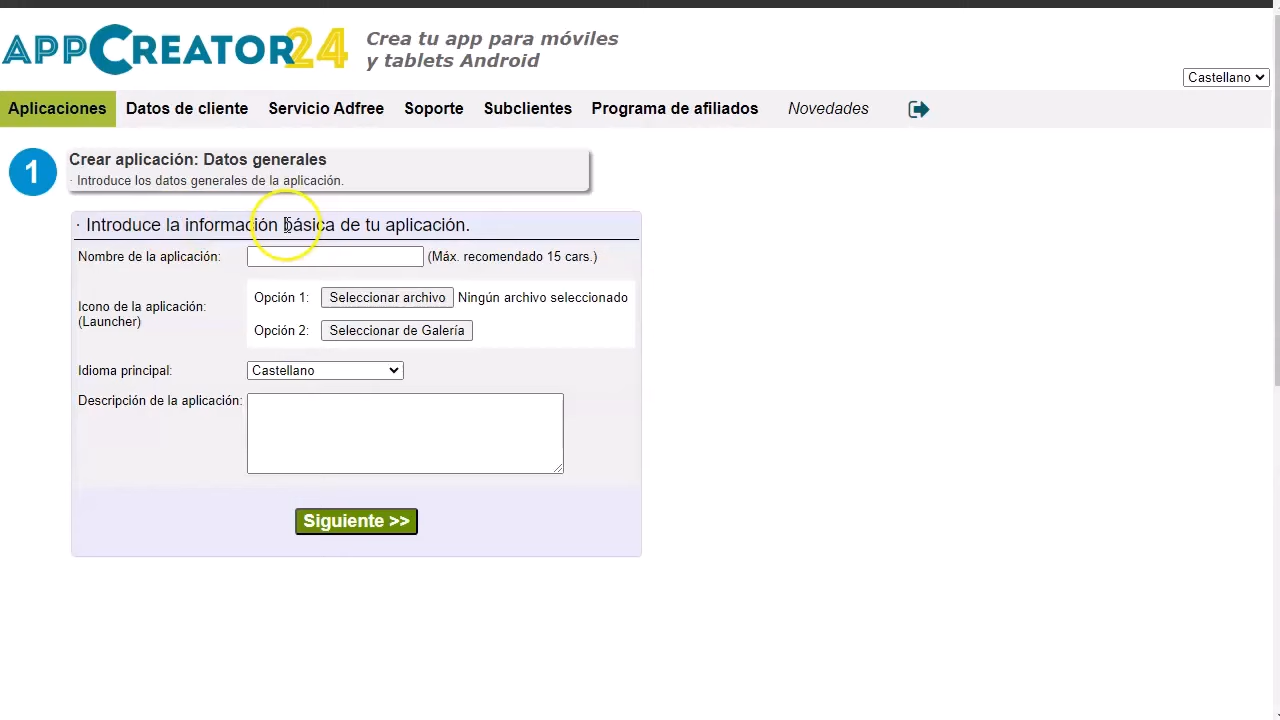 APPCREATOR24
Crea tu app para móviles
y tablets Android
Castellano
Aplicaciones Datos de cliente Servicio Adfree Soporte Subclientes Programa de afiliados Novedades
1
Crear aplicación: Datos generales
· Introduce los datos generales de la aplicación.
· Introduce la información básica de tu aplicación.
Nombre de la aplicación: (Máx. recomendado 15 cars.)
Icono de la aplicación:
(Launcher)
Opción 1: Seleccionar archivo Ningún archivo seleccionado
Opción 2: Seleccionar de Galería
Idioma principal: Castellano
Descripción de la aplicación:
Siguiente >>